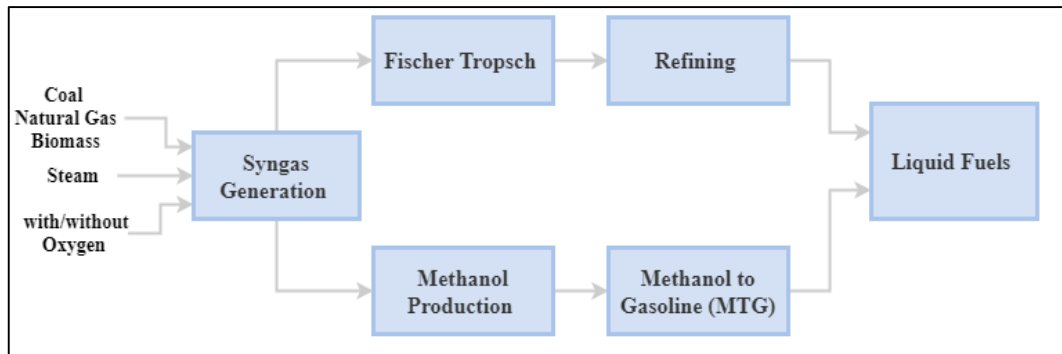 Coal
Natural Gas
Biomass
Steam
with/without
Oxygen
Syngas
Generation
Fischer Tropsch
Refining
Methanol
Production
Methanol to
Gasoline (MTG)
Liquid Fuels